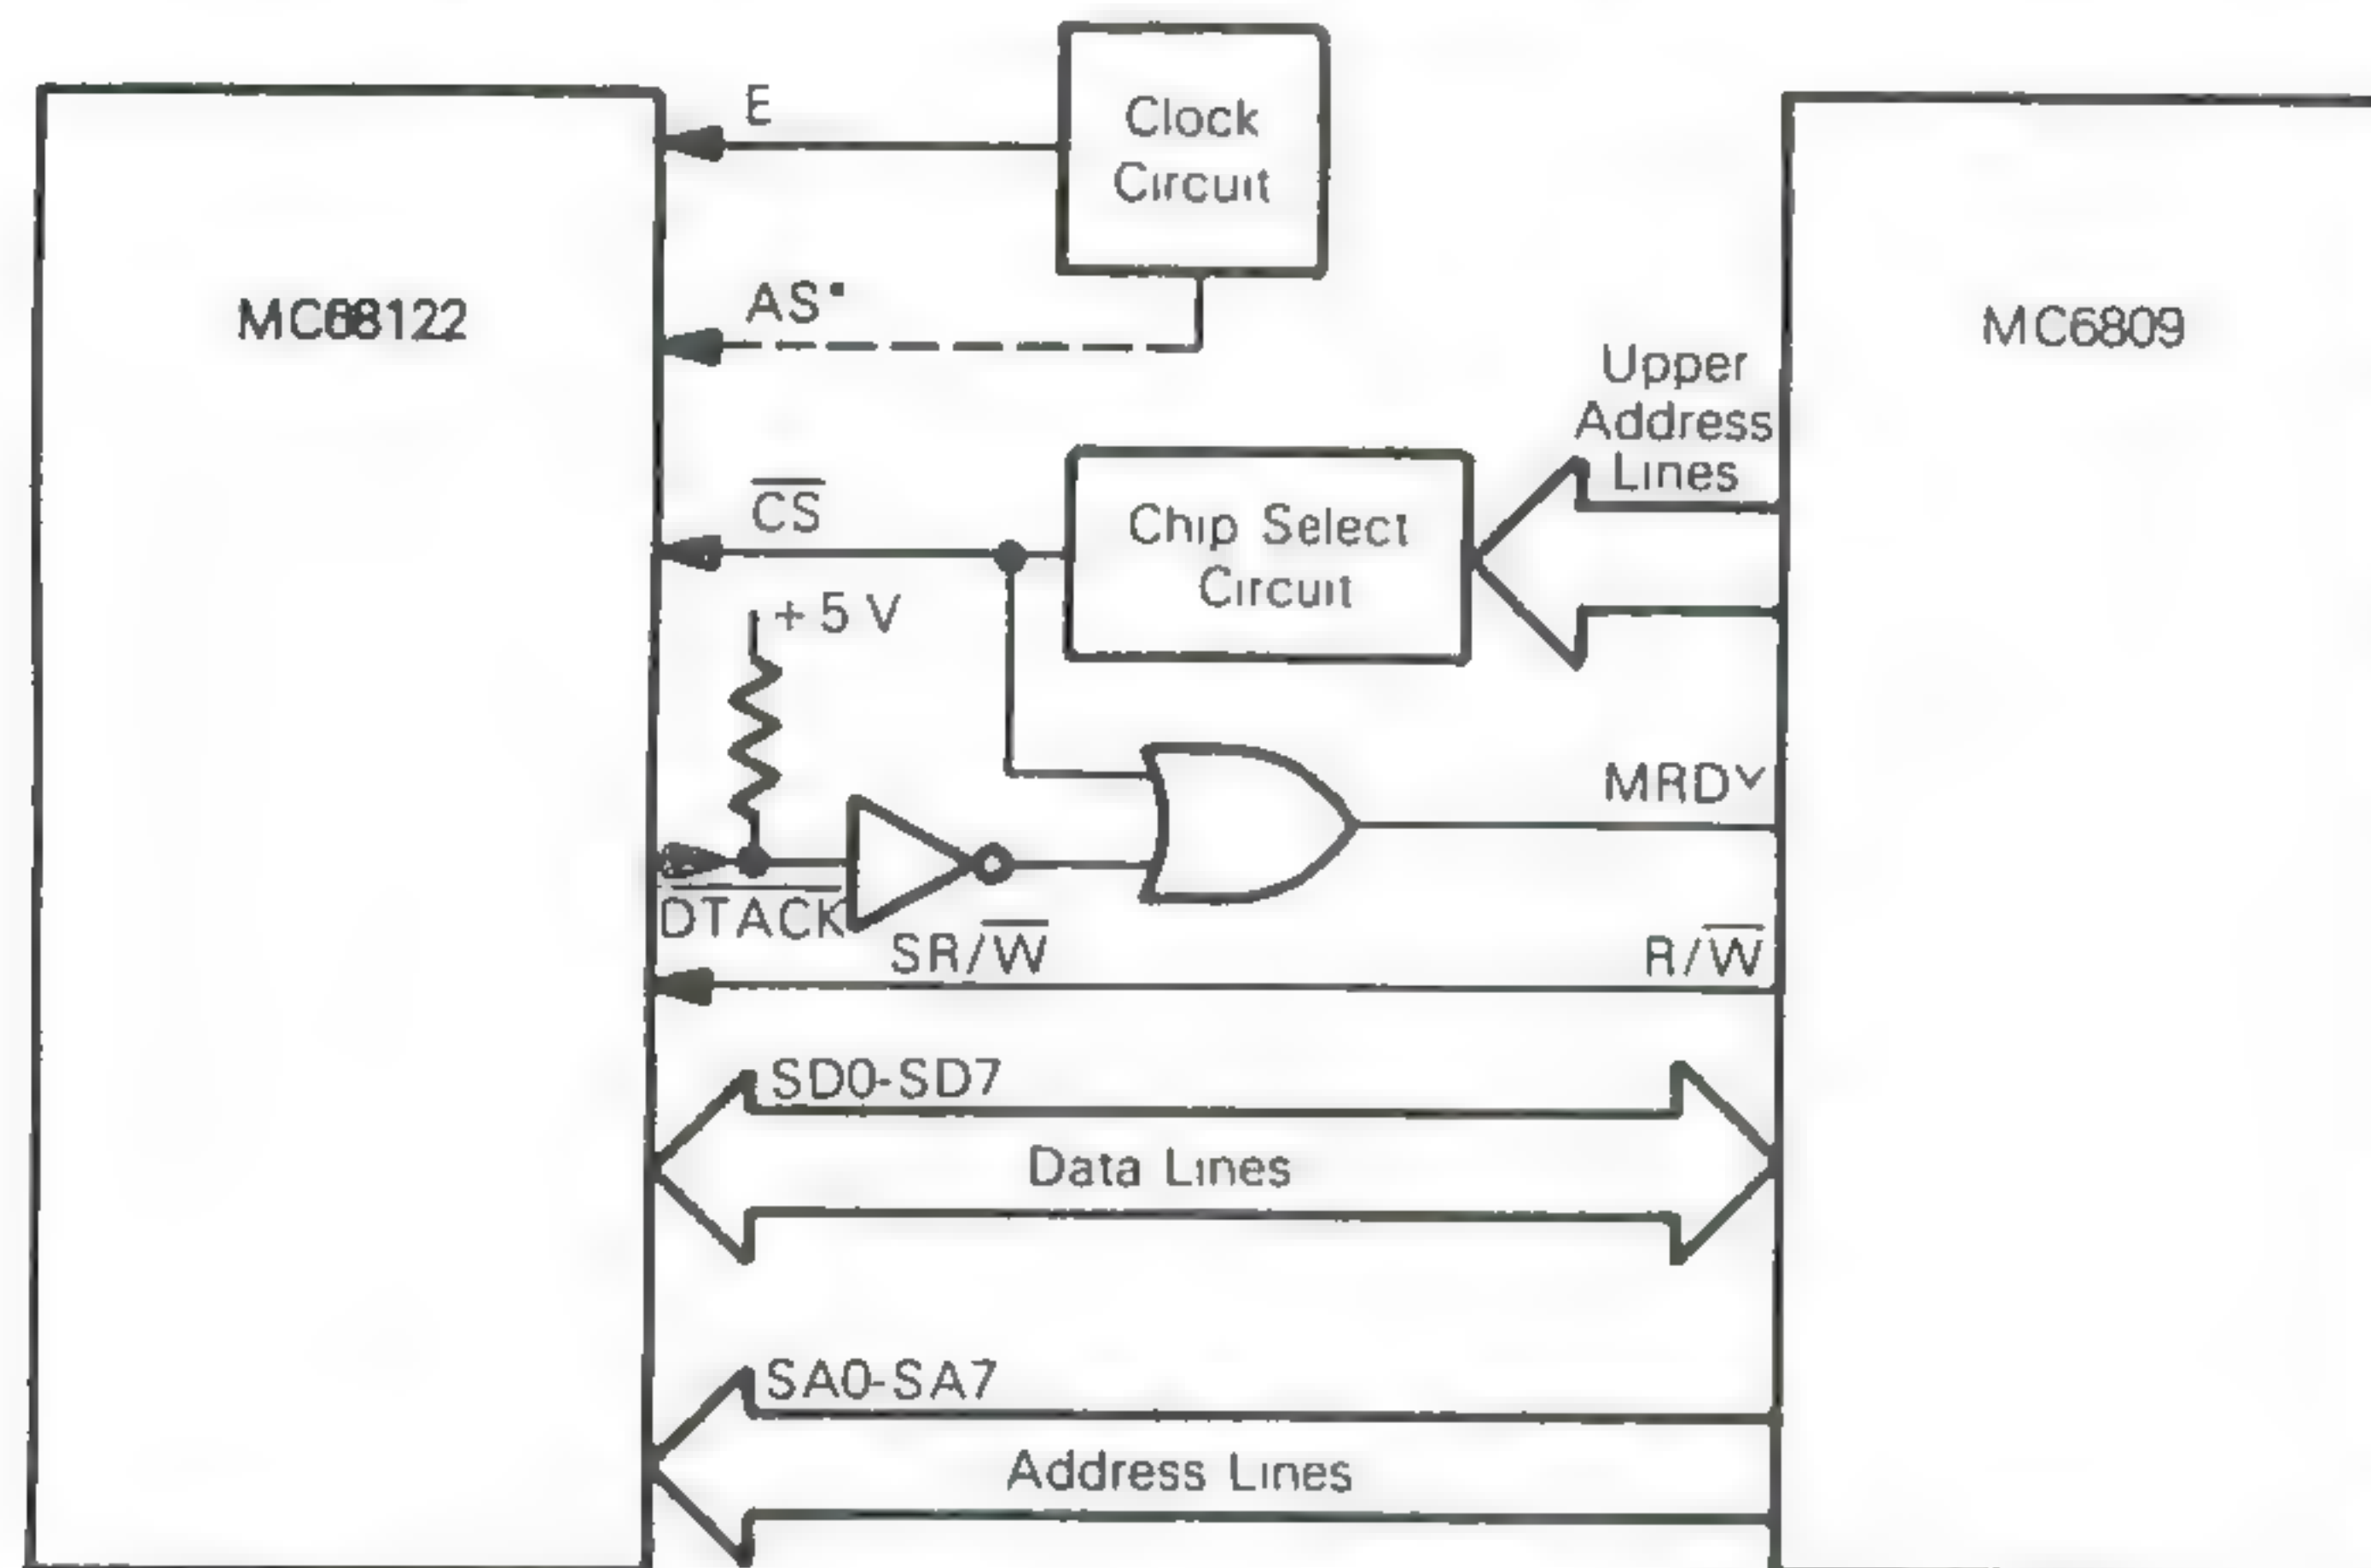 E
Clock
Circuit
MC68122
AS*
MC6809
Upper
Address
Lines
CS
Chip Select
Circuit
+5 V
MRDY
DTACK
SR/W
R/W
SD0-SD7
Data Lines
SA0-SA7
Address Lines